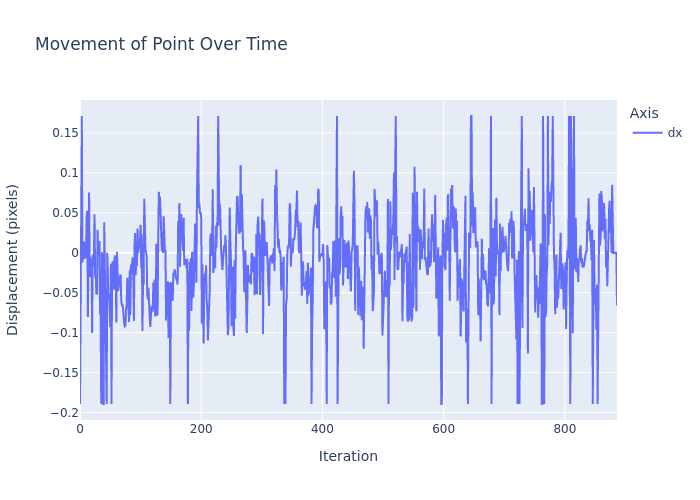 Movement of Point Over Time
Axis
dx
0.15
0.1
0.05
0
−0.05
−0.1
−0.15
−0.2
0
200
400
600
800
Displacement (pixels)
Iteration